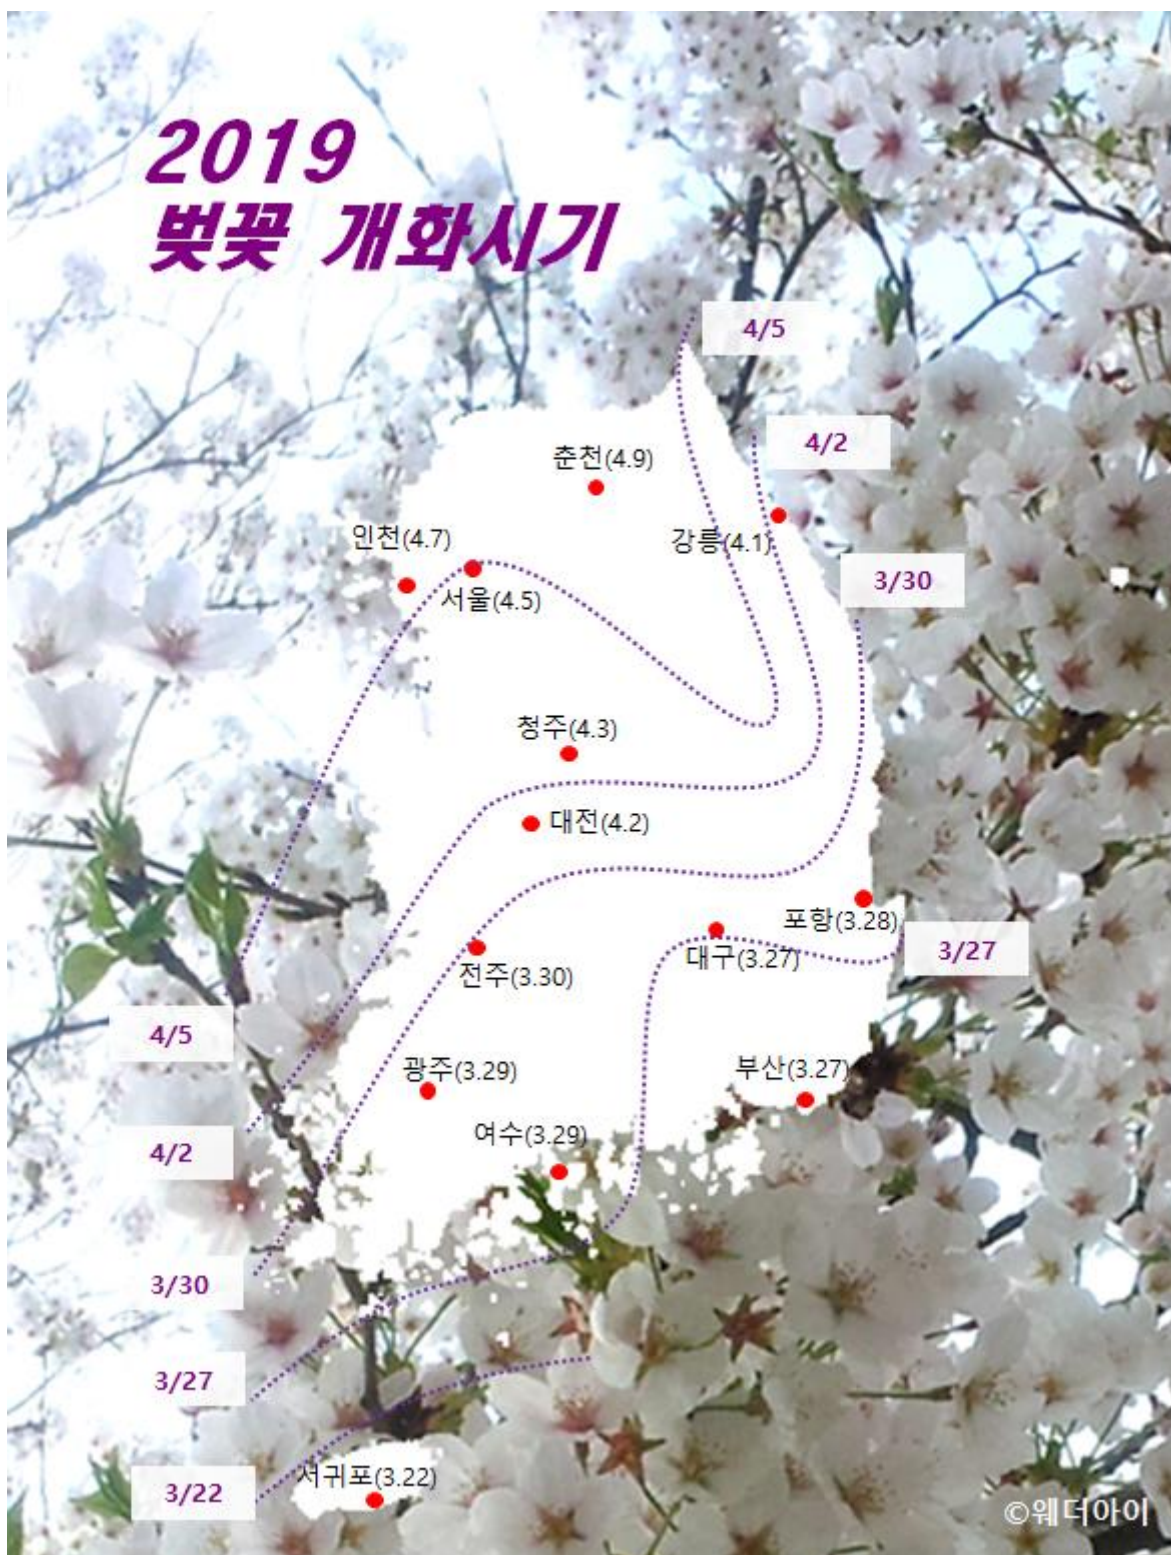 2019
벚꽃 개화시기
4/5
4/2
춘천(4.9)
인천(4.7)
강릉(4.1)
3/30
서울(4.5)
청주(4.3)
대전(4.2)
포항(3.28)
대구(3.27)
3/27
전주(3.30)
4/5
광주(3.29)
부산(3.27)
여수(3.29)
4/2
3/30
3/27
서귀포(3.22)
3/22
©웨더아이